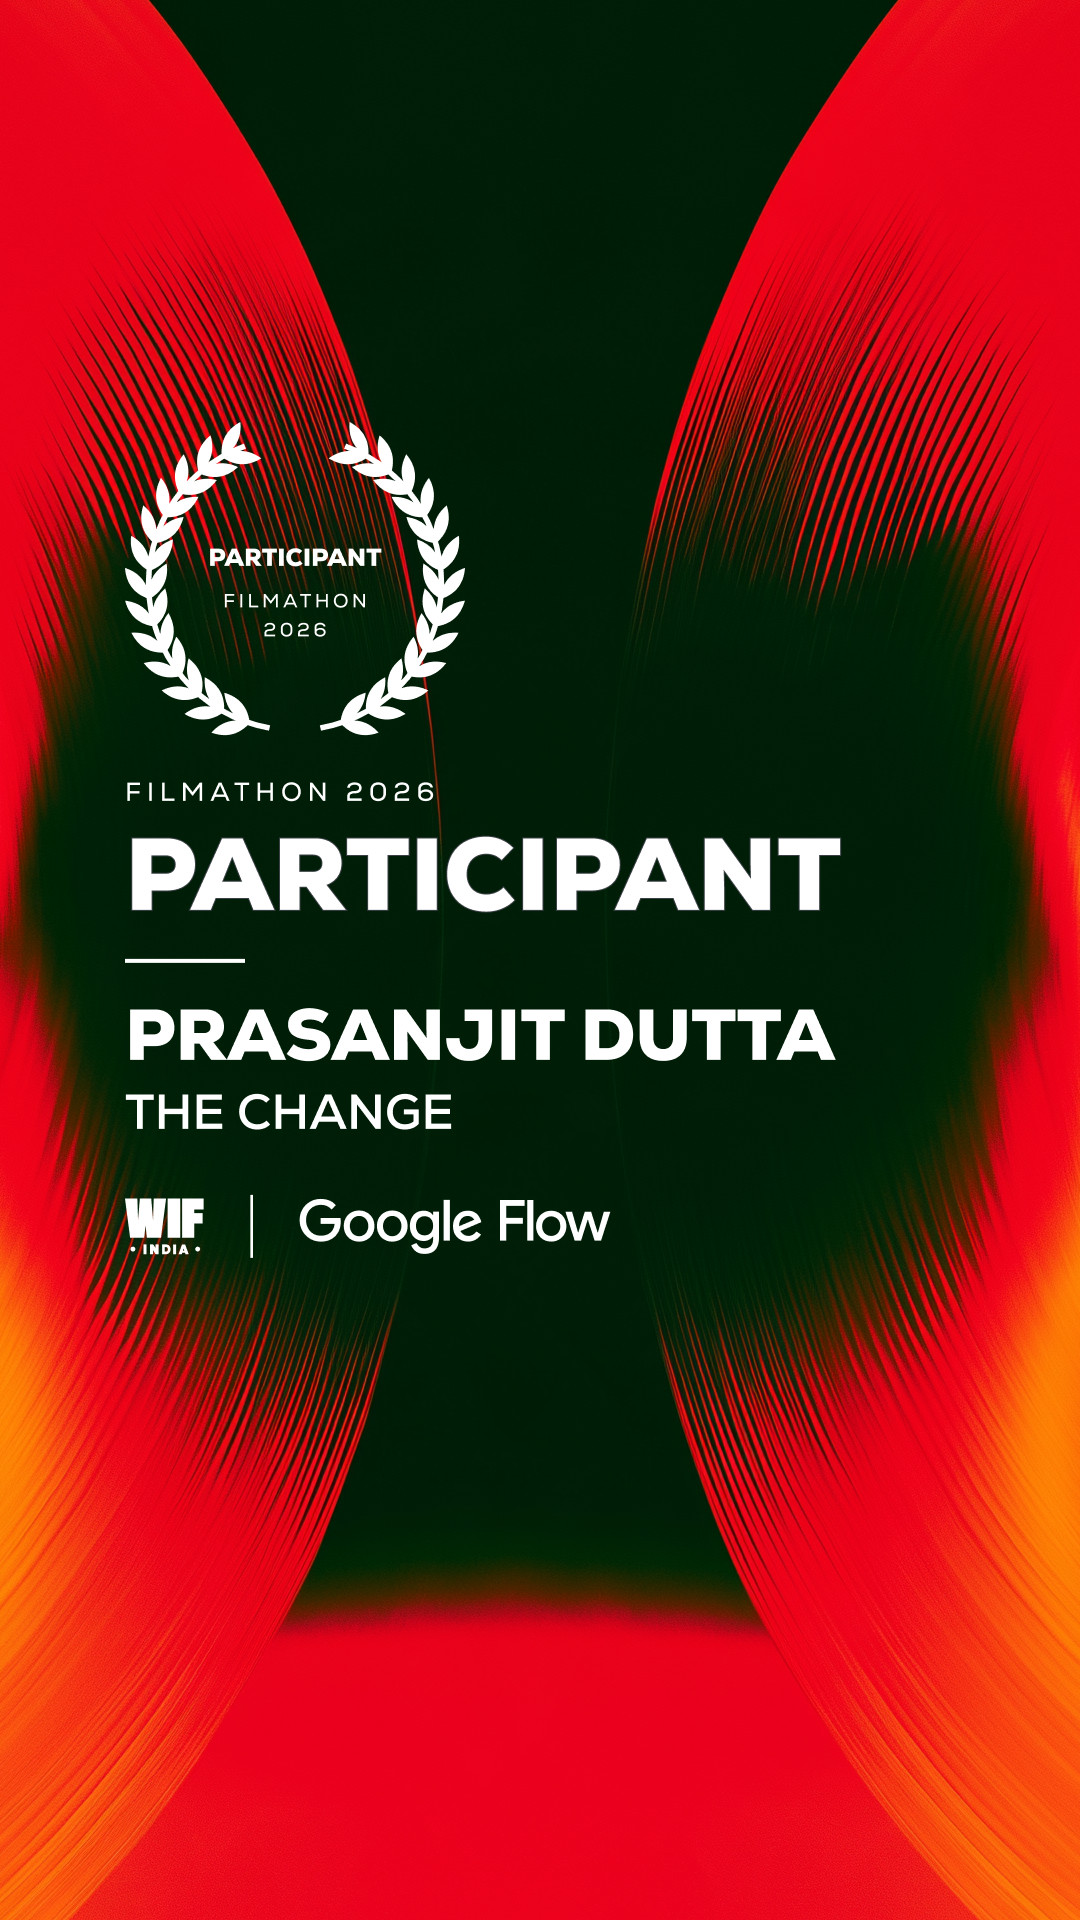 PARTICIPANT
FILMATHON
2026
FILMATHON 2026
PARTICIPANT
PRASANJIT DUTTA
THE CHANGE
WIF
• INDIA •
Google Flow